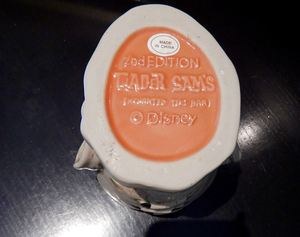 MADE
IN CHINA
2nd EDITION
TRADER SAM'S
[ENCHANTED TIKI BAR]
© Disney